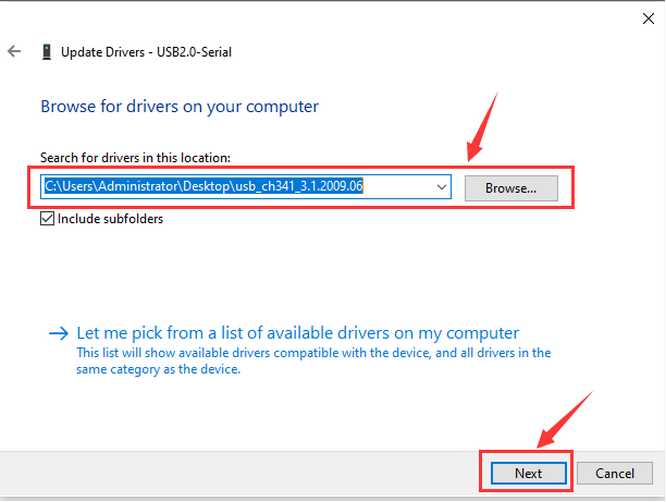 Update Drivers - USB2.0-Serial
Browse for drivers on your computer
Search for drivers in this location:
C:\Users\Administrator\Desktop\usb_ch341_3.1.2009.06
Browse...
Include subfolders
Let me pick from a list of available drivers on my computer
This list will show available drivers compatible with the device, and all drivers in the
same category as the device.
Next
Cancel